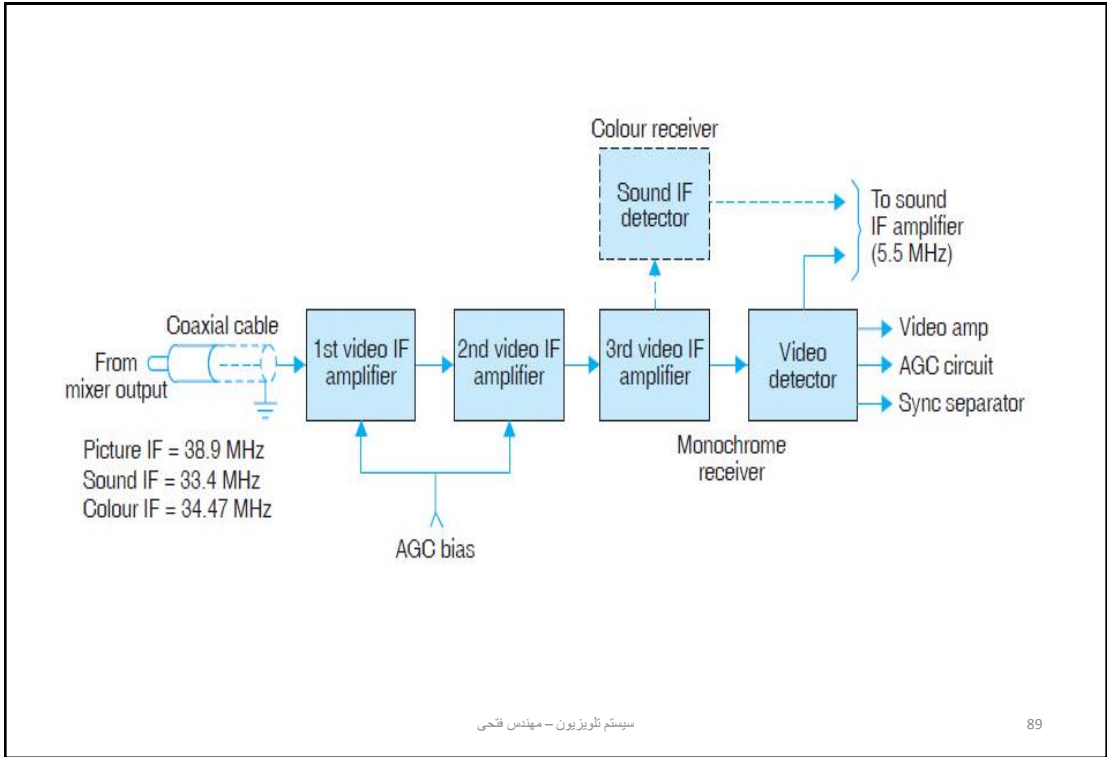 Colour receiver
Sound IF
detector
To sound
IF amplifier
(5.5 MHz)
Coaxial cable
From
mixer output
1st video IF
amplifier
2nd video IF
amplifier
3rd video IF
amplifier
Video
detector
Video amp
AGC circuit
Sync separator
Monochrome
receiver
Picture IF = 38.9 MHz
Sound IF = 33.4 MHz
Colour IF = 34.47 MHz
AGC bias
سیستم تلویزیون – مهندس فتحی
89